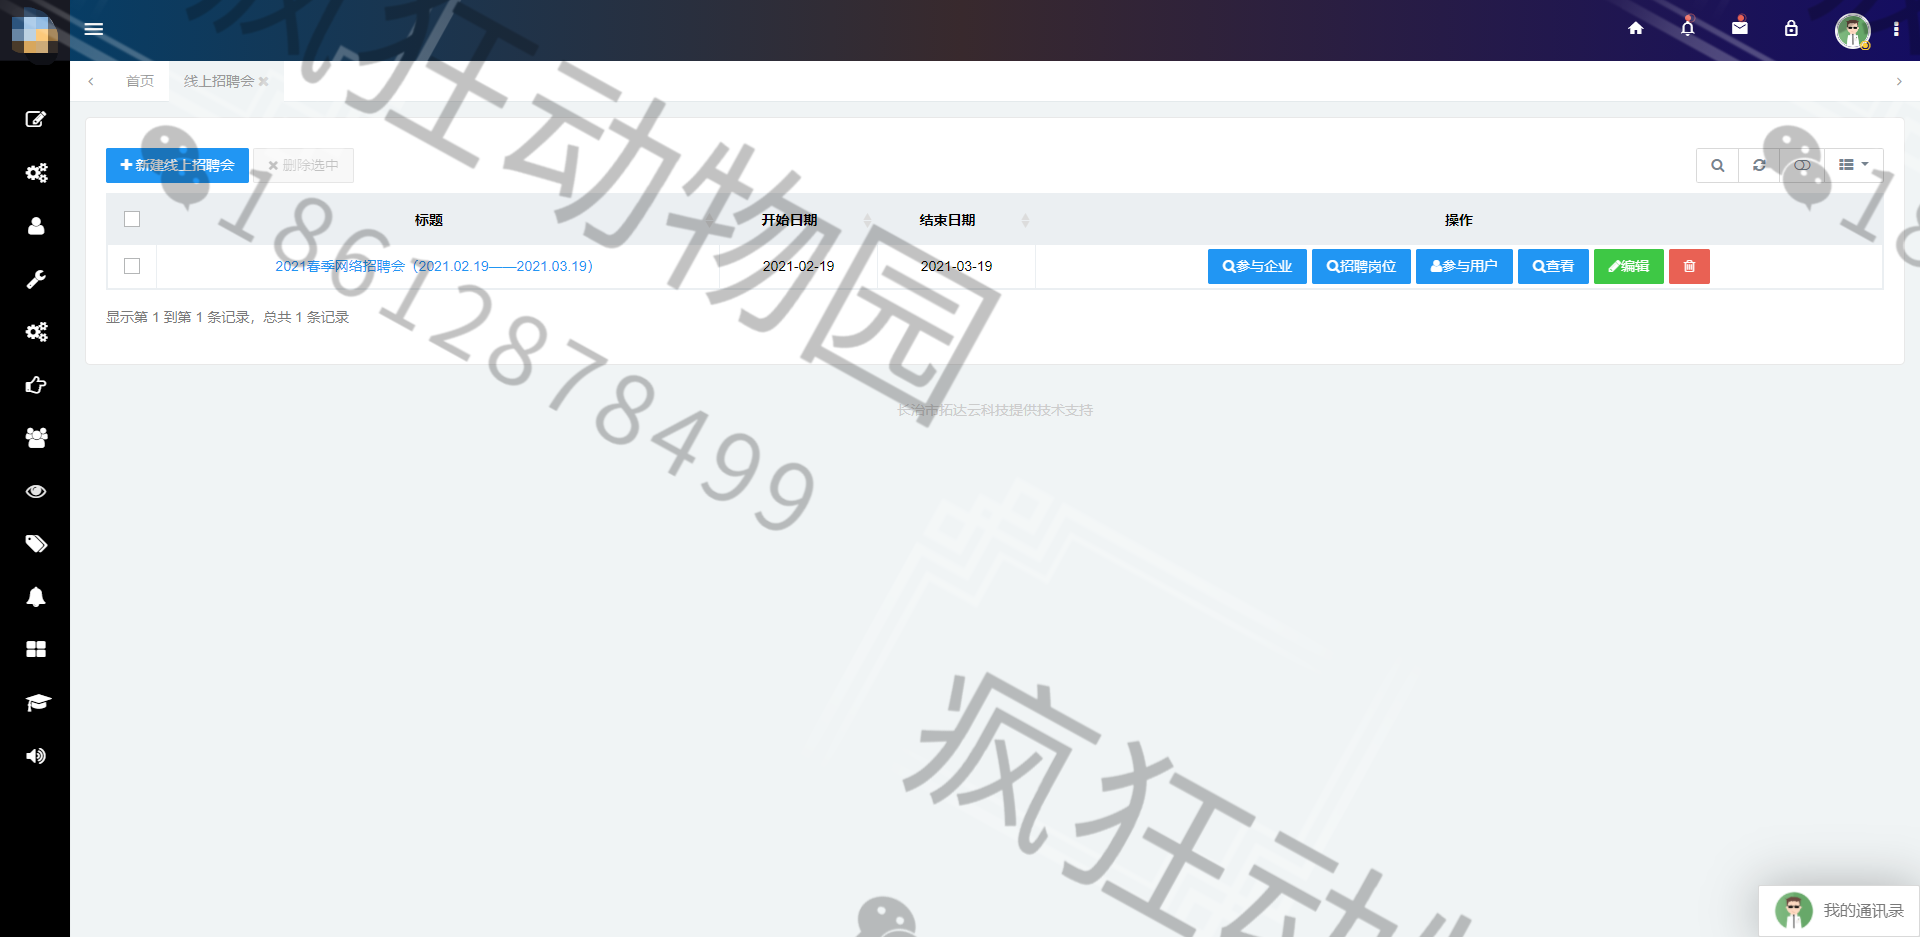 首页
线上招聘会
新建线上招聘会
删除选中
标题 开始日期 结束日期 操作
2021春季网络招聘会（2021.02.19——2021.03.19） 2021-02-19 2021-03-19 参与企业 招聘岗位 参与用户 查看 编辑
显示第 1 到第 1 条记录，总共 1 条记录
长治市拓达云科技提供技术支持
我的通讯录
疯狂动物园
18612878499
疯狂动物
18